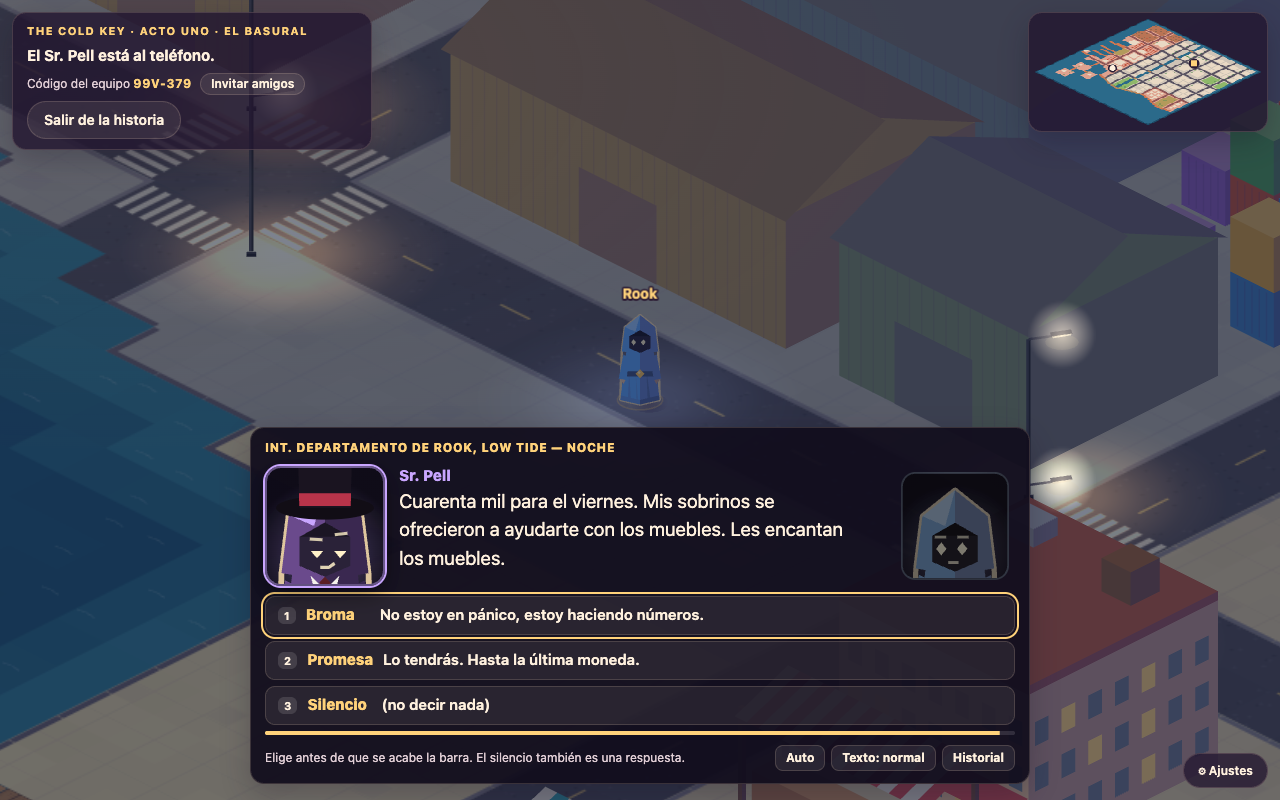 THE COLD KEY · ACTO UNO · EL BASURAL
El Sr. Pell está al teléfono.
Código del equipo 99V-379 Invitar amigos
Salir de la historia
Rook
INT. DEPARTAMENTO DE ROOK, LOW TIDE — NOCHE
Sr. Pell
Cuarenta mil para el viernes. Mis sobrinos se
ofrecieron a ayudarte con los muebles. Les encantan
los muebles.
1 Broma No estoy en pánico, estoy haciendo números.
2 Promesa Lo tendrás. Hasta la última moneda.
3 Silencio (no decir nada)
Elige antes de que se acabe la barra. El silencio también es una respuesta. Auto Texto: normal Historial
⚙ Ajustes